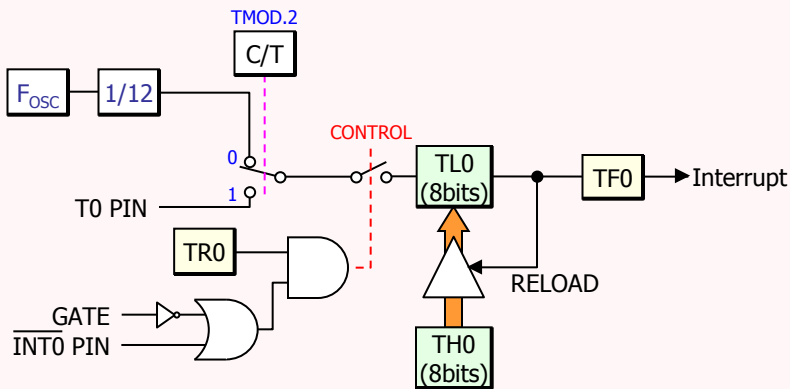 TMOD.2
C/T
FOSC
1/12
CONTROL
0
1
TL0
(8bits)
TF0
Interrupt
T0 PIN
TR0
RELOAD
GATE
INT0 PIN
TH0
(8bits)